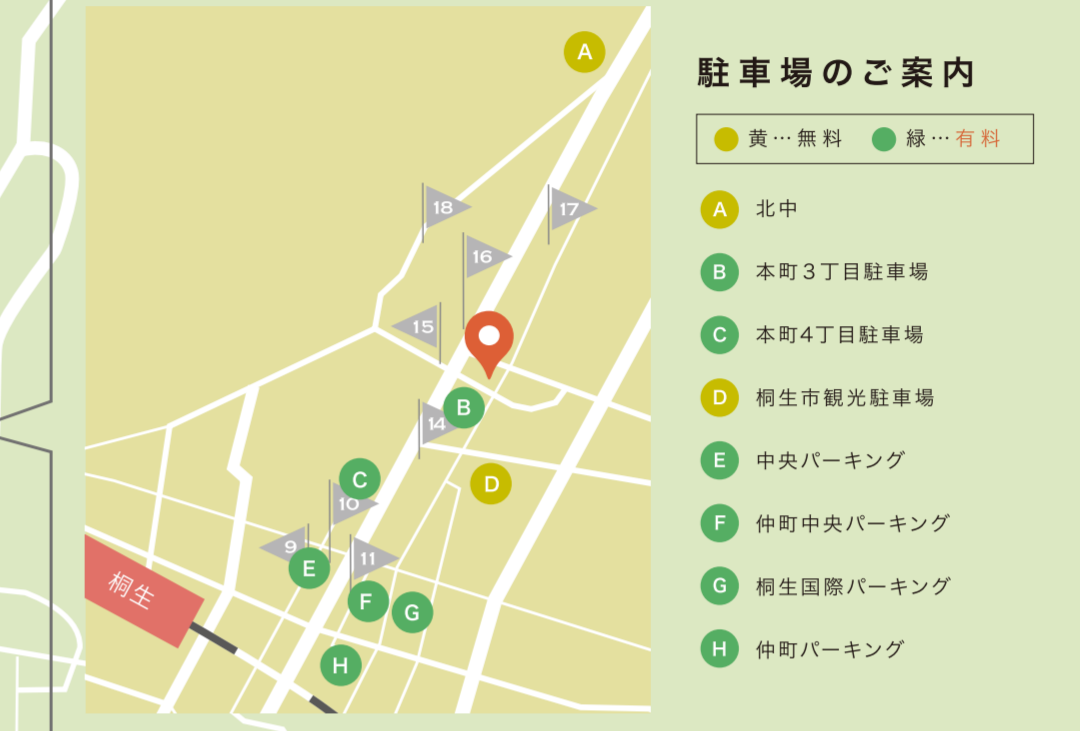 駐車場のご案内
黄…無料 緑…有料
A 北中
B 本町3丁目駐車場
C 本町4丁目駐車場
D 桐生市観光駐車場
E 中央パーキング
F 仲町中央パーキング
G 桐生国際パーキング
H 仲町パーキング
A
18
17
16
15
B
14
C
D
10
9
11
E
F
G
桐生
H